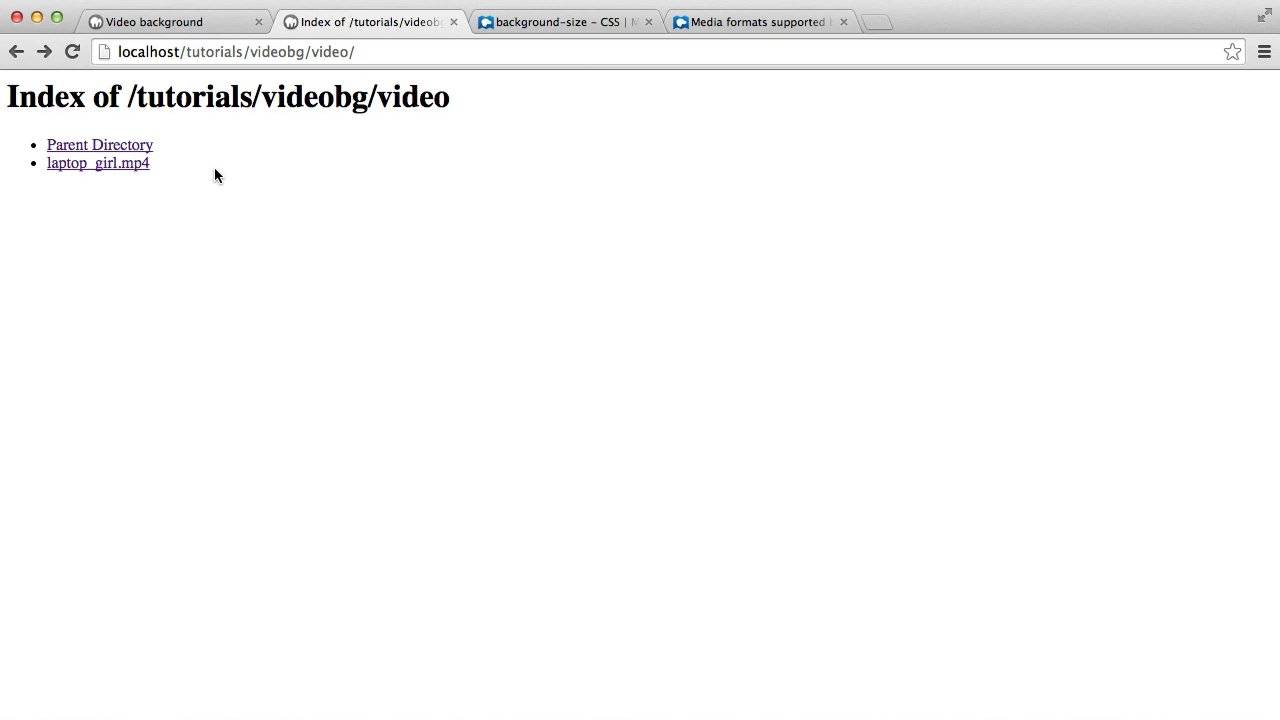 Video background
Index of /tutorials/videob
background-size - CSS | M
Media formats supported
localhost/tutorials/videobg/video/
Index of /tutorials/videobg/video
Parent Directory
laptop_girl.mp4